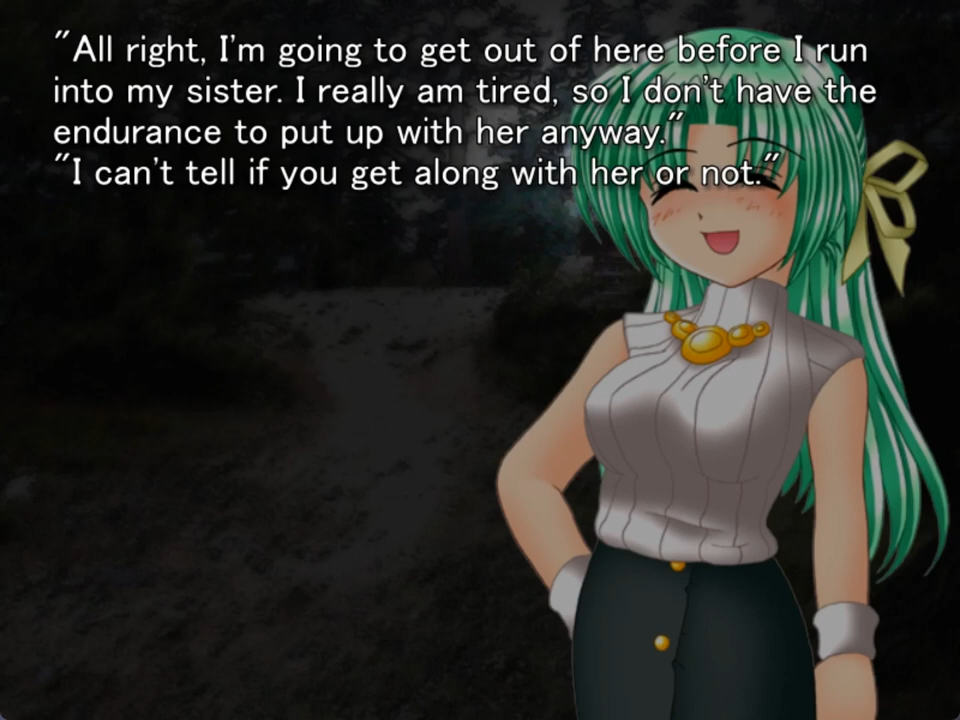 "All right, I'm going to get out of here before I run
into my sister. I really am tired, so I don't have the
endurance to put up with her anyway."
"I can't tell if you get along with her or not."